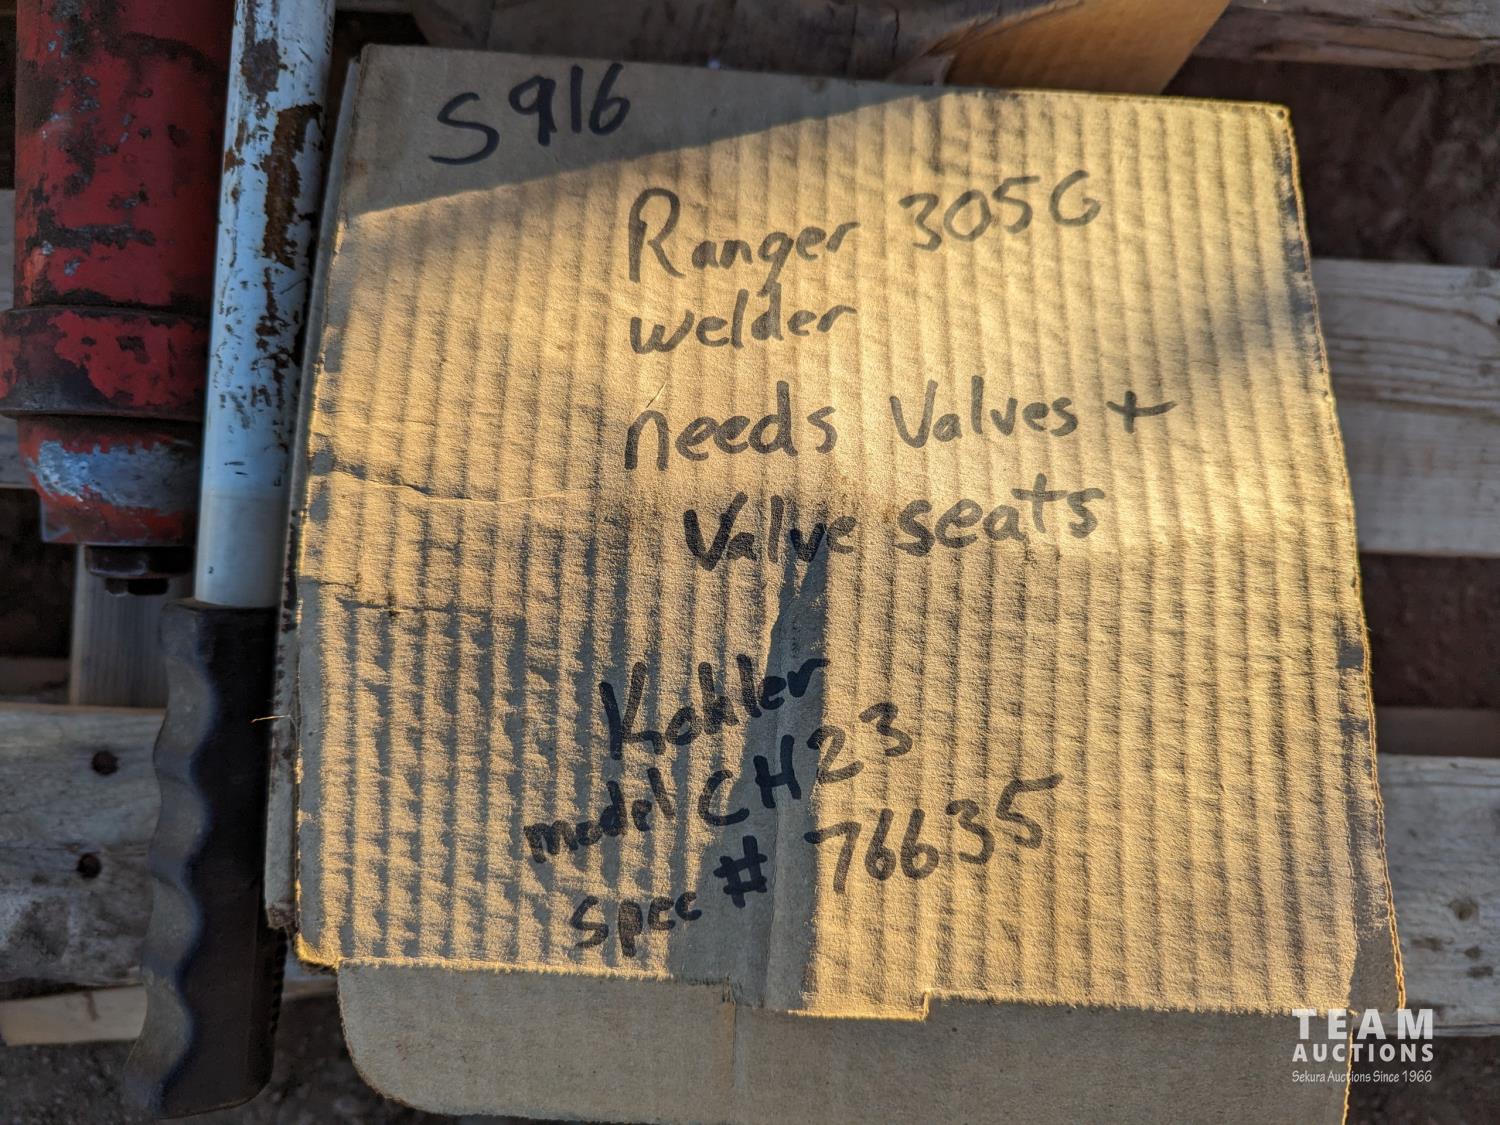 S916
Ranger 305G
welder
needs Valves +
Valve seats
Kohler
model CH23
spec # 76635
TEAM
AUCTIONS
Sekura Auctions Since 1966